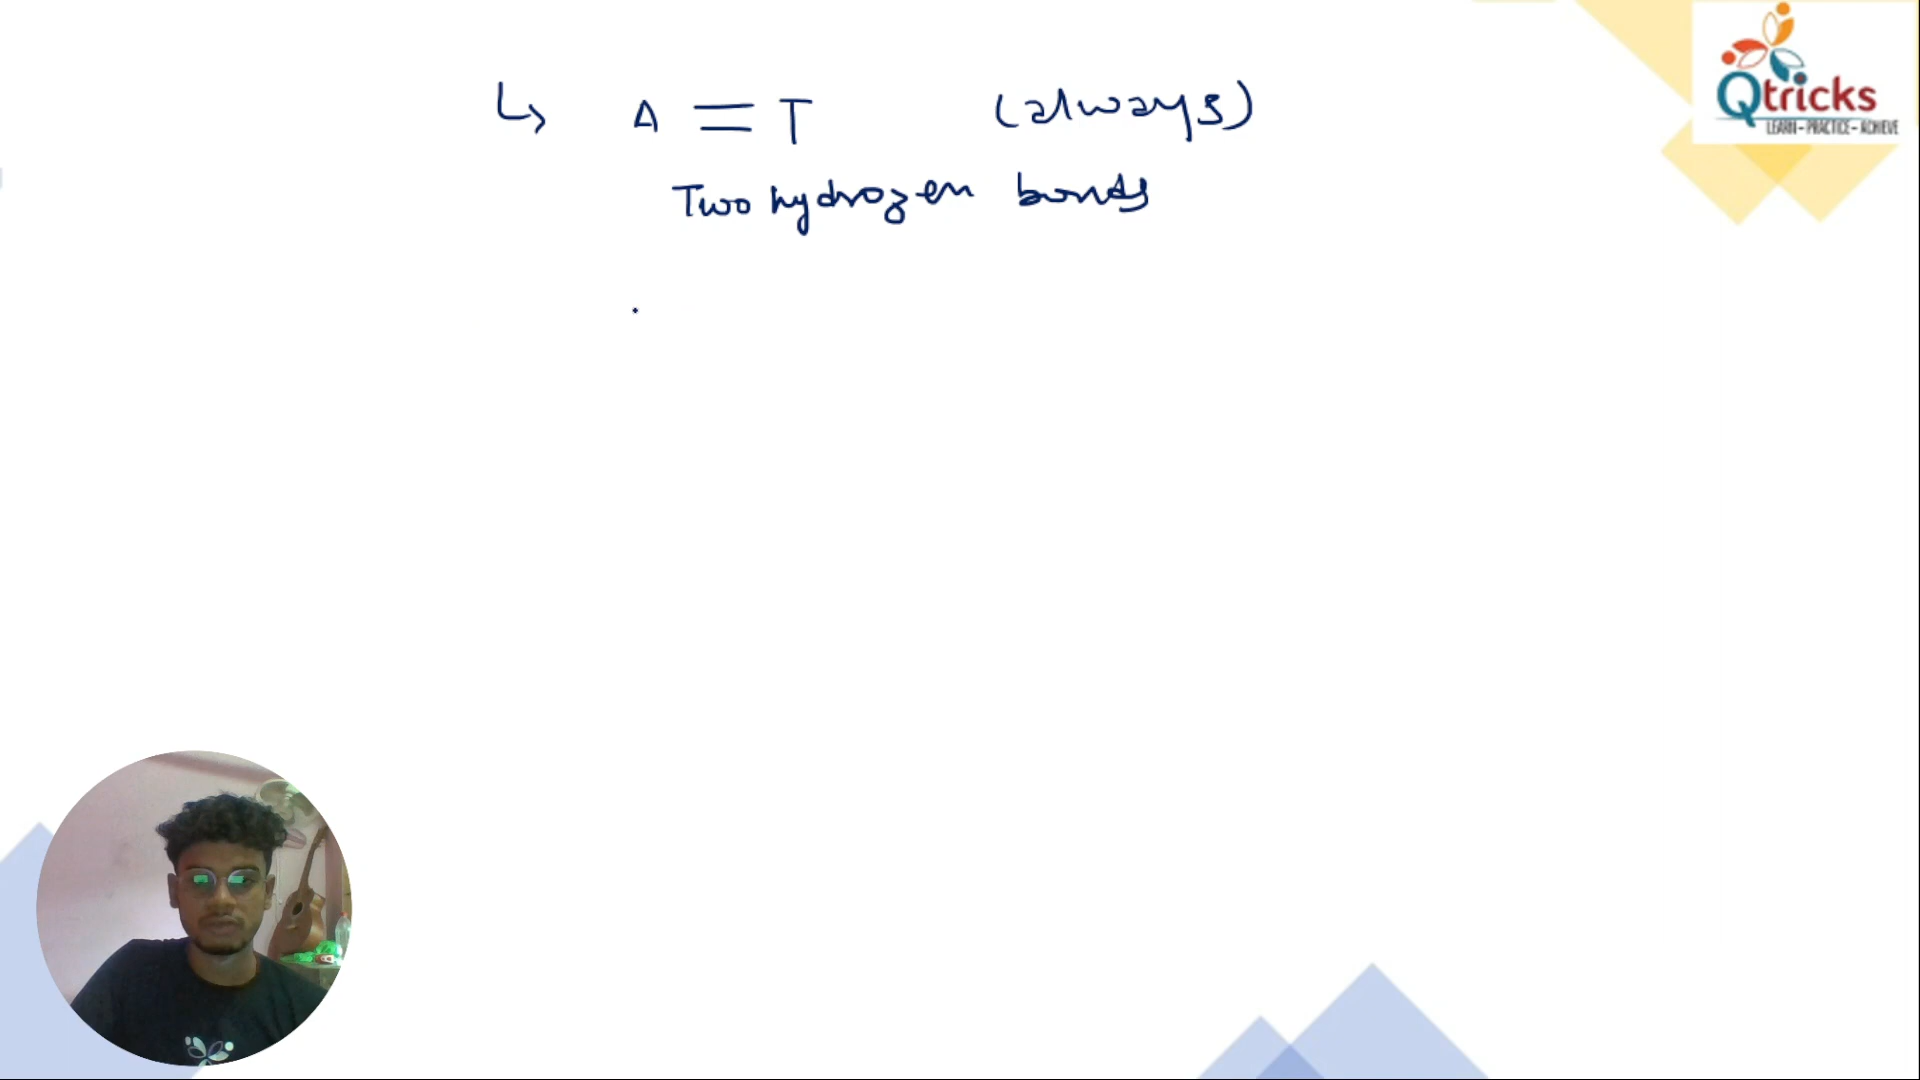 ↳ A = T (always)
Two hydrogen bonds
Qtricks
LEARN - PRACTICE - ACHIEVE